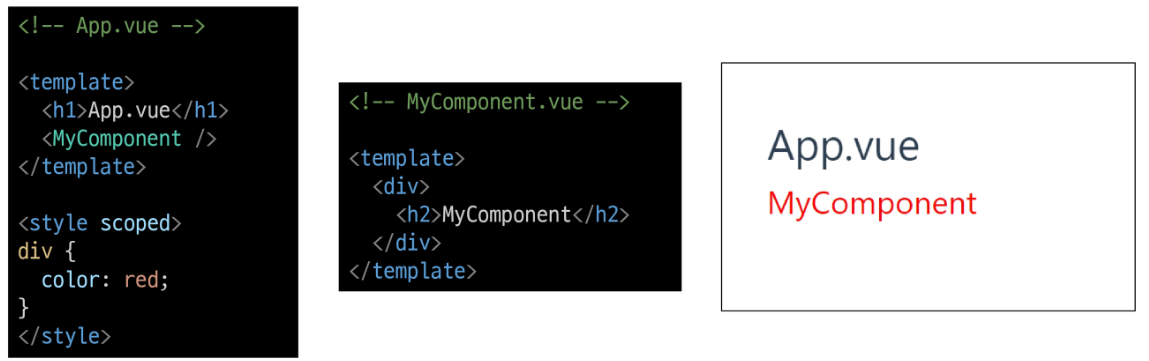 <!-- App.vue -->
<template>
  <h1>App.vue</h1>
  <MyComponent />
</template>
<style scoped>
div {
  color: red;
}
</style>
<!-- MyComponent.vue -->
<template>
  <div>
    <h2>MyComponent</h2>
  </div>
</template>
App.vue
MyComponent